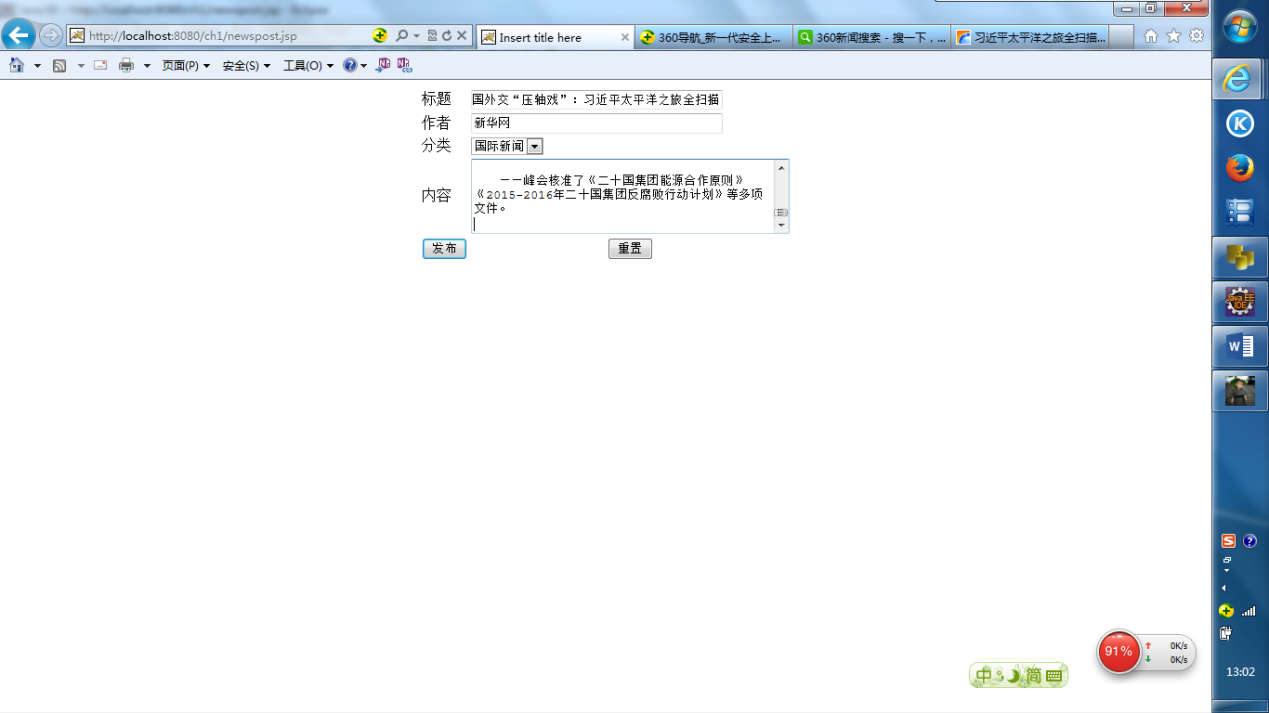 http://localhost:8080/ch1/newspost.jsp
Insert title here
360导航_新一代安全上...
360新闻搜索 - 搜一下，...
习近平太平洋之旅全扫描...
页面(P)
安全(S)
工具(O)
标题
国外交“压轴戏”：习近平太平洋之旅全扫描
作者
新华网
分类
国际新闻
内容
－－峰会核准了《二十国集团能源合作原则》
《2015-2016年二十国集团反腐败行动计划》等多项
文件。
发布
重置
Java EE
IDE
91%
0K/s
0K/s
中
简
13:02